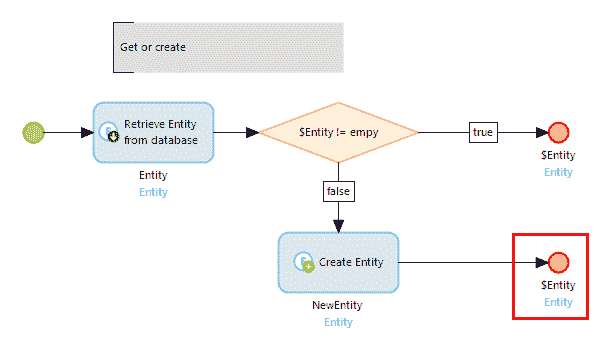 Get or create
Retrieve Entity
from database
Entity
Entity
$Entity != empy
true
$Entity
Entity
false
Create Entity
NewEntity
Entity
$Entity
Entity